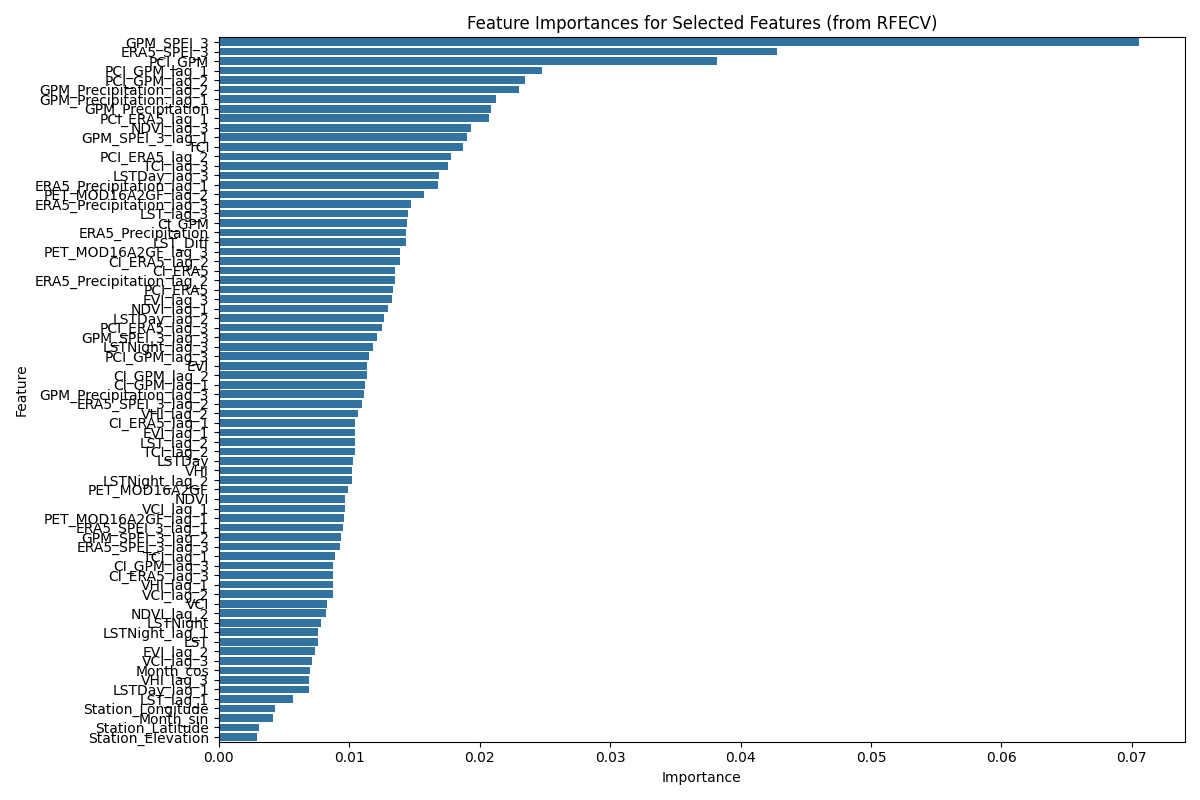 Feature Importances for Selected Features (from RFECV)
GPM_SPEI_3
ERA5_SPEI_3
PCI_GPM
PCI_GPM_lag_1
PCI_GPM_lag_2
GPM_Precipitation_lag_2
GPM_Precipitation_lag_1
GPM_Precipitation
PCI_ERA5_lag_1
NDVI_lag_3
GPM_SPEI_3_lag_1
TCI
PCI_ERA5_lag_2
TCI_lag_3
LSTDay_lag_3
ERA5_Precipitation_lag_1
PET_MOD16A2GF_lag_2
ERA5_Precipitation_lag_3
LST_lag_3
CI_GPM
ERA5_Precipitation
LST_Diff
PET_MOD16A2GF_lag_3
CI_ERA5_lag_2
CI_ERA5
ERA5_Precipitation_lag_2
PCI_ERA5
EVI_lag_3
NDVI_lag_1
LSTDay_lag_2
PCI_ERA5_lag_3
GPM_SPEI_3_lag_3
LSTNight_lag_3
PCI_GPM_lag_3
EVI
CI_GPM_lag_2
CI_GPM_lag_1
GPM_Precipitation_lag_3
ERA5_SPEI_3_lag_2
VHI_lag_2
CI_ERA5_lag_1
EVI_lag_1
LST_lag_2
TCI_lag_2
LSTDay
VHI
LSTNight_lag_2
PET_MOD16A2GF
NDVI
VCI_lag_1
PET_MOD16A2GF_lag_1
ERA5_SPEI_3_lag_1
GPM_SPEI_3_lag_2
ERA5_SPEI_3_lag_3
TCI_lag_1
CI_GPM_lag_3
CI_ERA5_lag_3
VHI_lag_1
VCI_lag_2
VCI
NDVI_lag_2
LSTNight
LSTNight_lag_1
LST
EVI_lag_2
VCI_lag_3
Month_cos
VHI_lag_3
LSTDay_lag_1
LST_lag_1
Station_Longitude
Month_sin
Station_Latitude
Station_Elevation
Feature
0.00 0.01 0.02 0.03 0.04 0.05 0.06 0.07
Importance